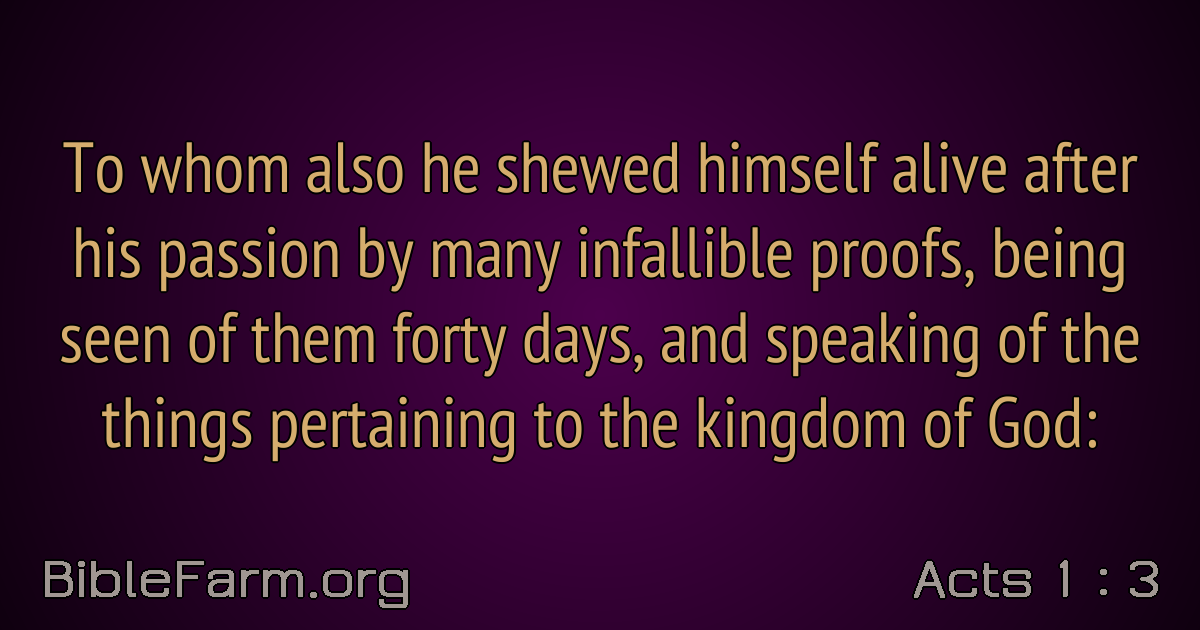 To whom also he shewed himself alive after
his passion by many infallible proofs, being
seen of them forty days, and speaking of the
things pertaining to the kingdom of God:
BibleFarm.org
Acts 1 : 3